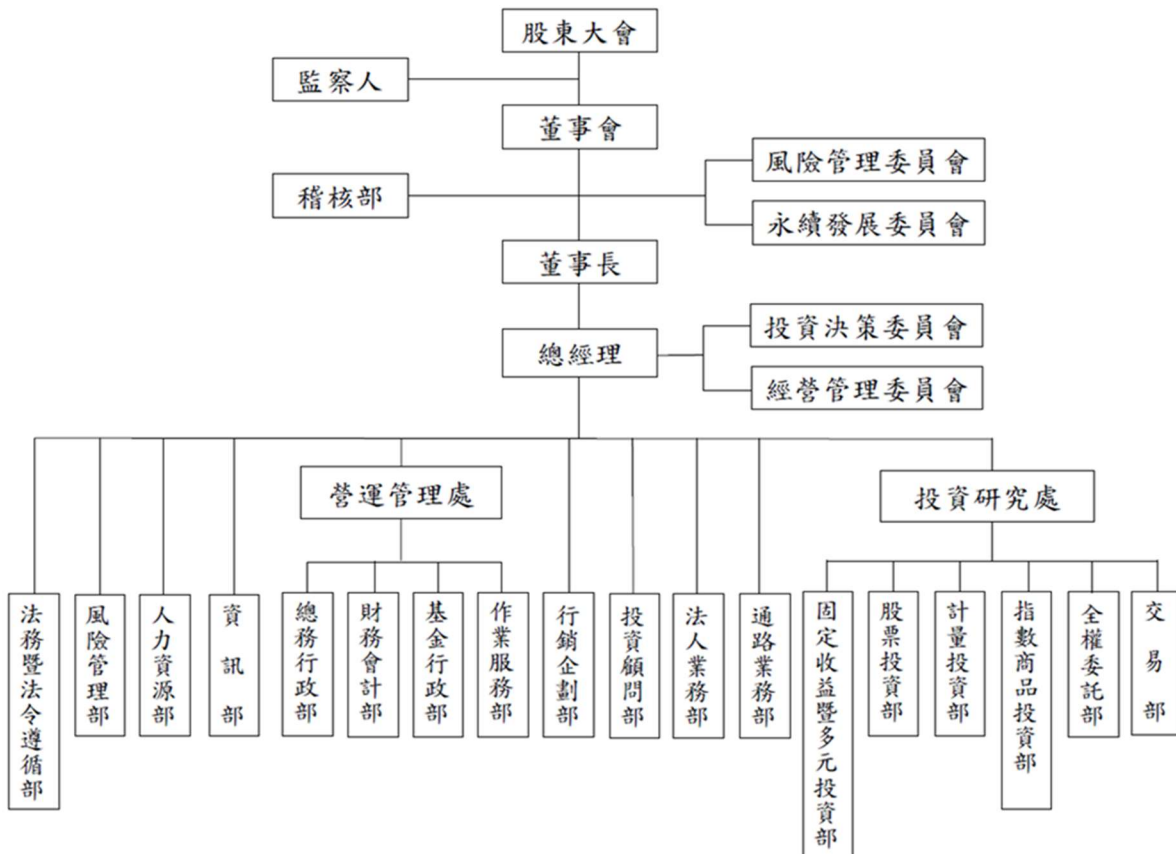 股東大會
監察人
董事會
風險管理委員會
稽核部
永續發展委員會
董事長
投資決策委員會
總經理
經營管理委員會
營運管理處
投資研究處
法務暨法令遵循部
風險管理部
人力資源部
資訊部
總務行政部
財務會計部
基金行政部
作業服務部
行銷企劃部
投資顧問部
法人業務部
通路業務部
固定收益暨多元投資部
股票投資部
計量投資部
指數商品投資部
全權委託部
交易部